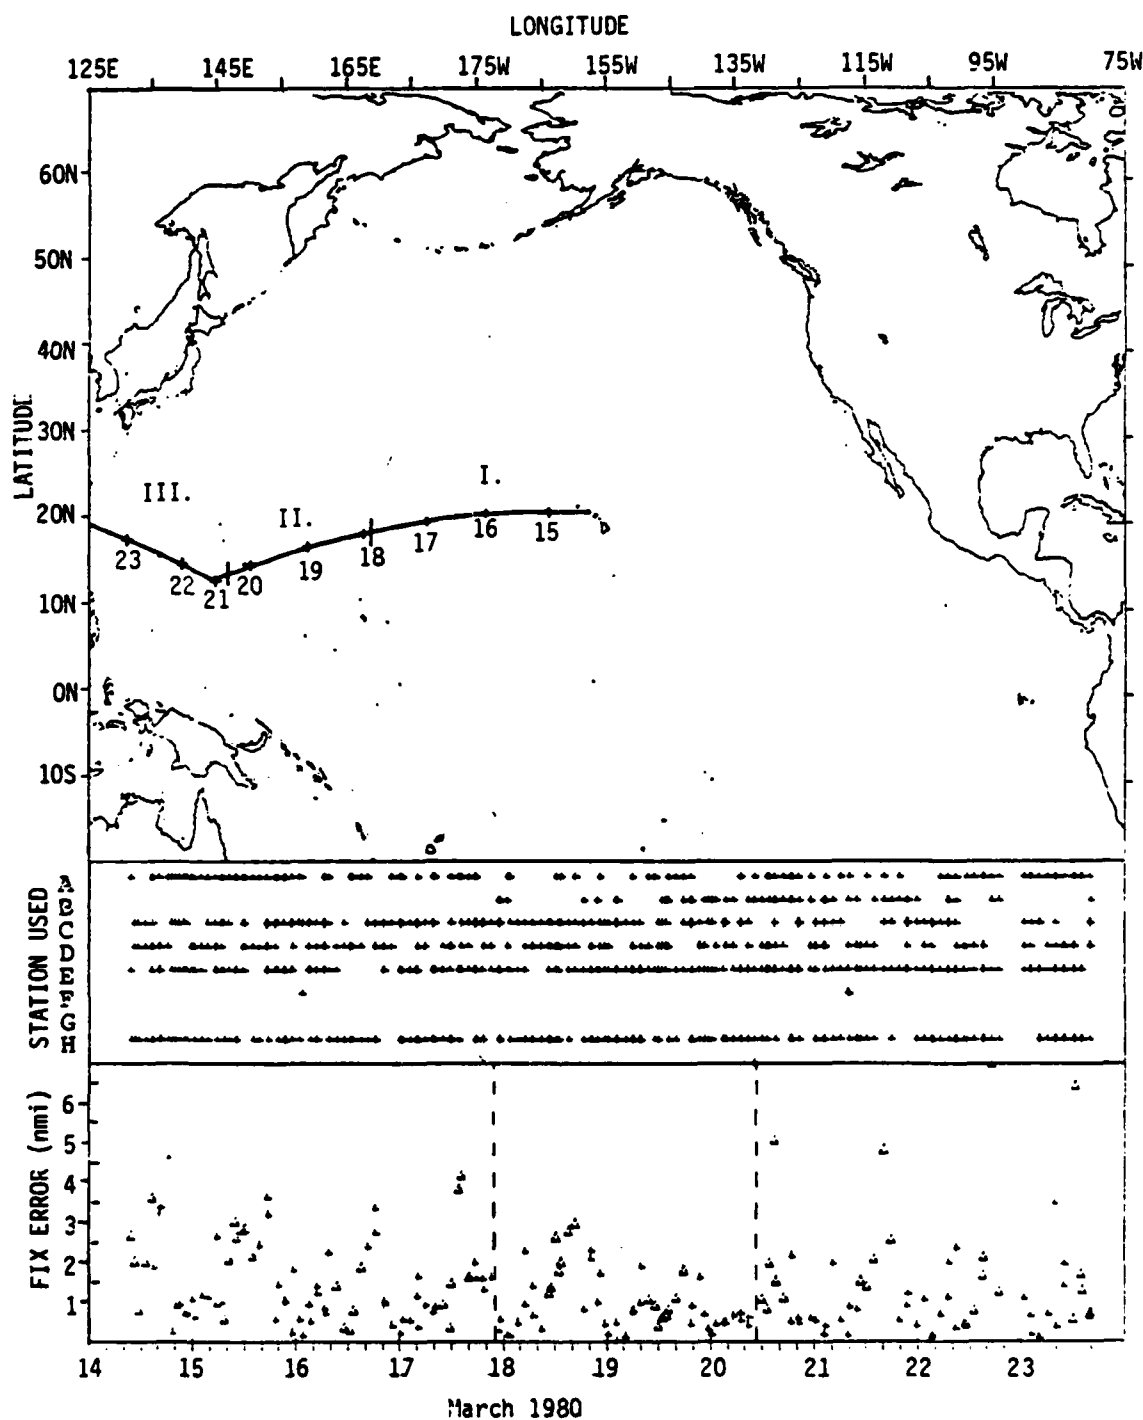 LONGITUDE
125E 145E 165E 175W 155W 135W 115W 95W 75W
60N
50N
40N
30N
20N
10N
0N
10S
LATITUDE
III.
II.
I.
23 22 21 20 19 18 17 16 15
STATION USED
A
B
C
D
E
F
G
H
FIX ERROR (nmi)
6
5
4
3
2
1
14 15 16 17 18 19 20 21 22 23
March 1980